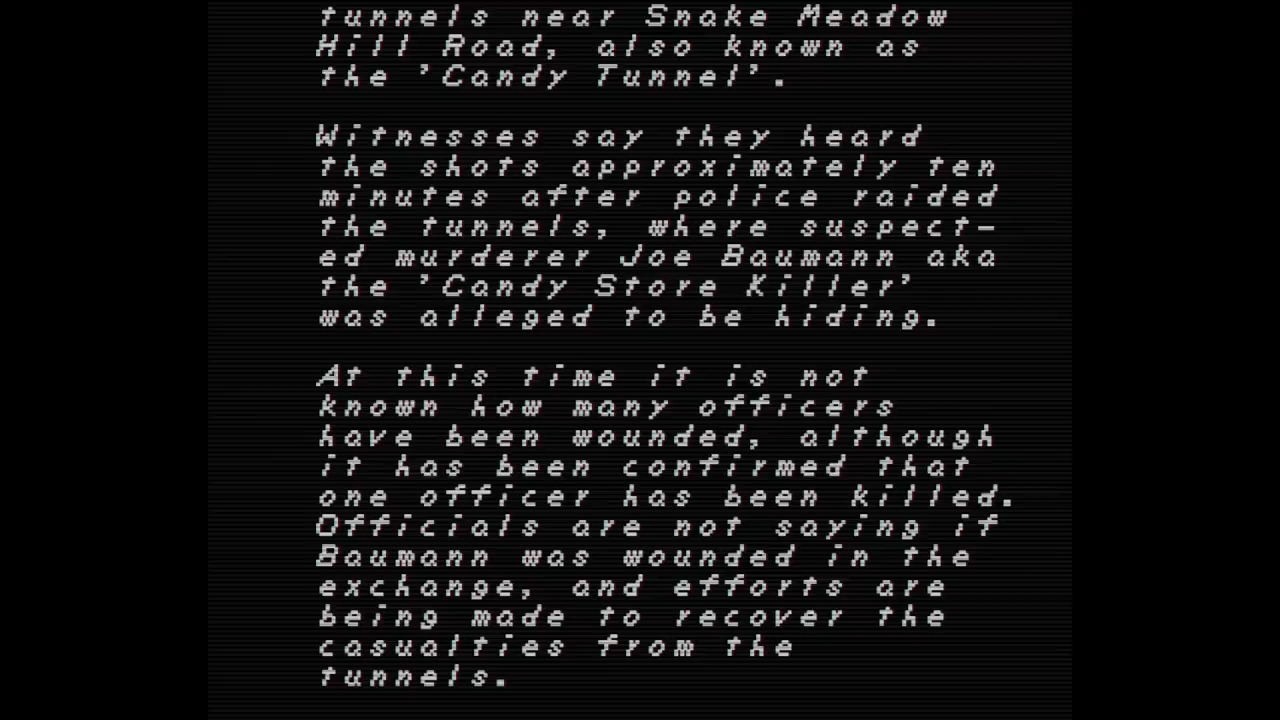 tunnels near Snake Meadow
Hill Road, also known as
the 'Candy Tunnel'.
Witnesses say they heard
the shots approximately ten
minutes after police raided
the tunnels, where suspect-
ed murderer Joe Baumann aka
the 'Candy Store Killer'
was alleged to be hiding.
At this time it is not
known how many officers
have been wounded, although
it has been confirmed that
one officer has been killed.
Officials are not saying if
Baumann was wounded in the
exchange, and efforts are
being made to recover the
casualties from the
tunnels.